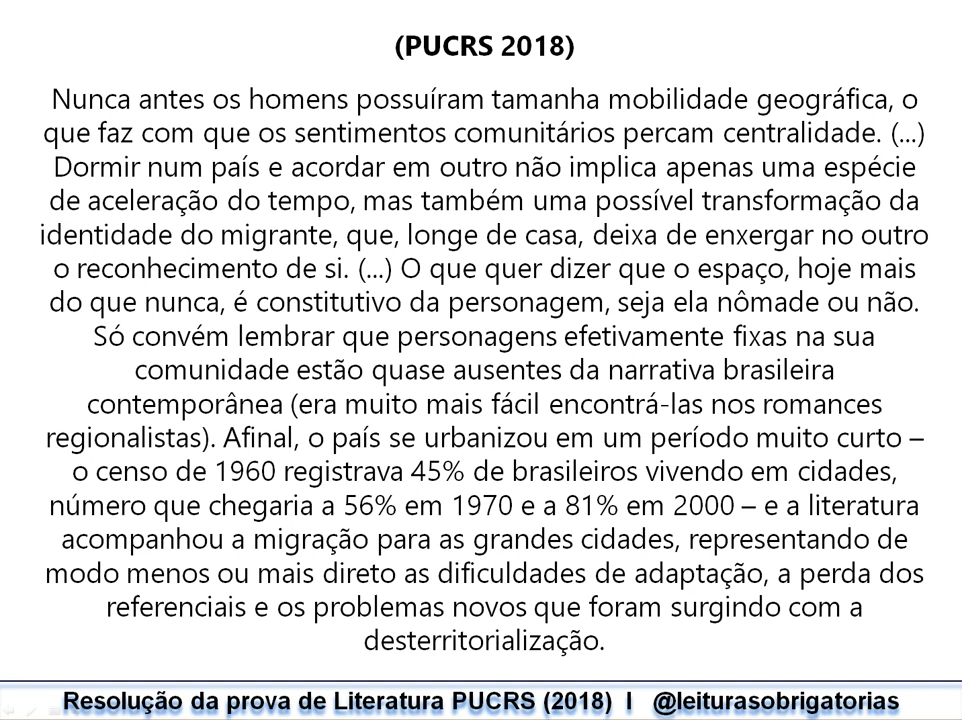 (PUCRS 2018)
Nunca antes os homens possuíram tamanha mobilidade geográfica, o
que faz com que os sentimentos comunitários percam centralidade. (...)
Dormir num país e acordar em outro não implica apenas uma espécie
de aceleração do tempo, mas também uma possível transformação da
identidade do migrante, que, longe de casa, deixa de enxergar no outro
o reconhecimento de si. (...) O que quer dizer que o espaço, hoje mais
do que nunca, é constitutivo da personagem, seja ela nômade ou não.
Só convém lembrar que personagens efetivamente fixas na sua
comunidade estão quase ausentes da narrativa brasileira
contemporânea (era muito mais fácil encontrá-las nos romances
regionalistas). Afinal, o país se urbanizou em um período muito curto –
o censo de 1960 registrava 45% de brasileiros vivendo em cidades,
número que chegaria a 56% em 1970 e a 81% em 2000 – e a literatura
acompanhou a migração para as grandes cidades, representando de
modo menos ou mais direto as dificuldades de adaptação, a perda dos
referenciais e os problemas novos que foram surgindo com a
desterritorialização.
Resolução da prova de Literatura PUCRS (2018) I @leiturasobrigatorias